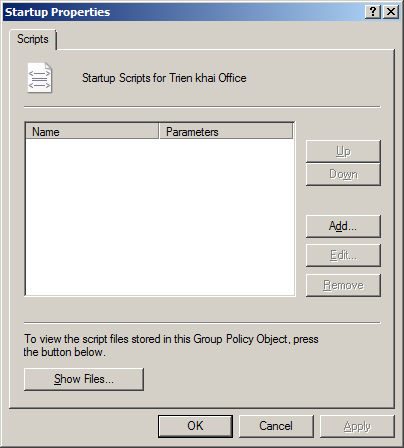 Startup Properties
Scripts
Startup Scripts for Trien khai Office
Name Parameters
Up
Down
Add...
Edit...
Remove
To view the script files stored in this Group Policy Object, press
the button below.
Show Files...
OK Cancel Apply